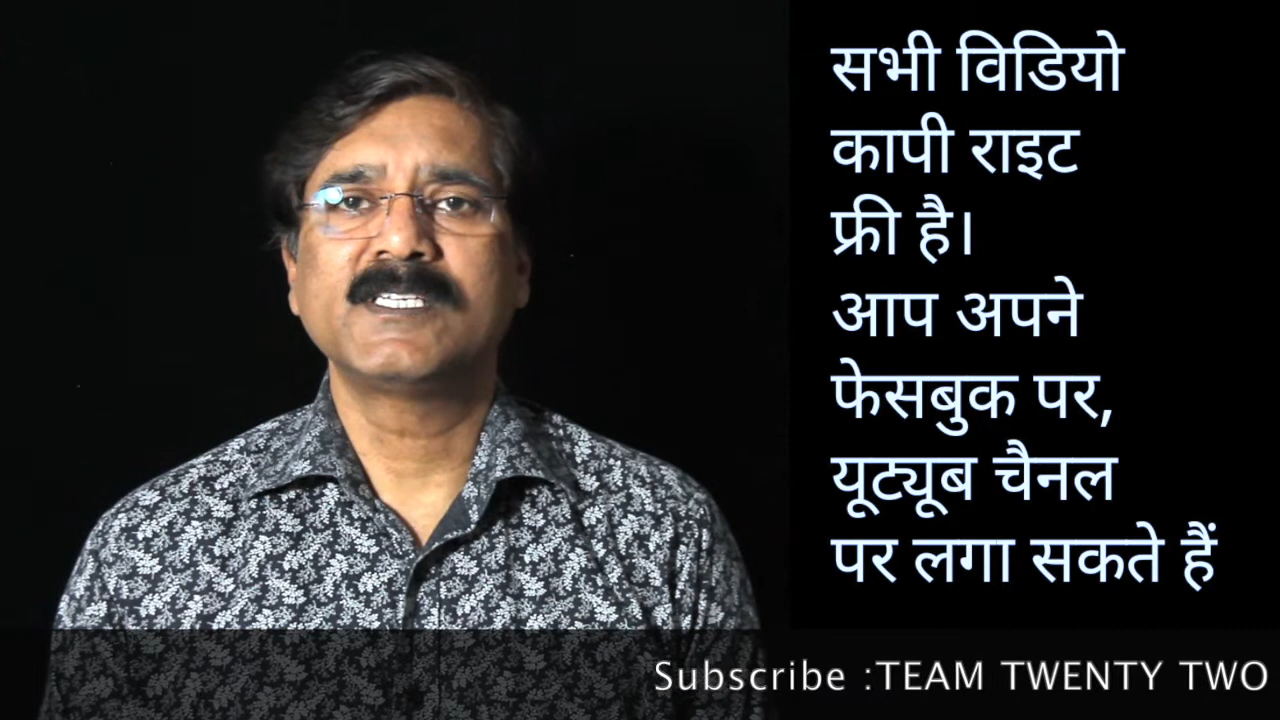 सभी विडियो
कापी राइट
फ्री है।
आप अपने
फेसबुक पर,
यूट्यूब चैनल
पर लगा सकते हैं
Subscribe :TEAM TWENTY TWO